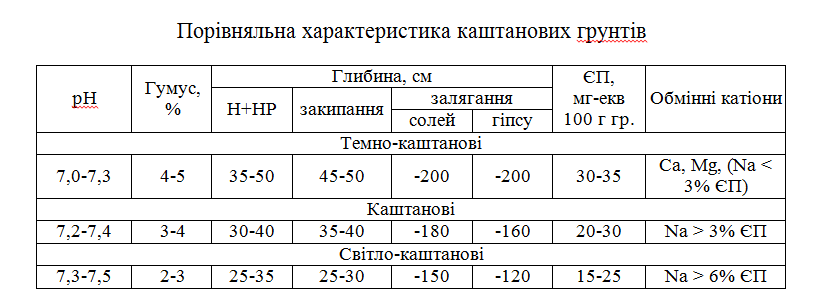 Порівняльна характеристика каштанових грунтів
pH Гумус, % Глибина, см ЄП, мг-екв 100 г гр. Обмінні катіони
Н+НР закипання залягання
солей гіпсу
Темно-каштанові
7,0-7,3 4-5 35-50 45-50 -200 -200 30-35 Ca, Mg, (Na < 3% ЄП)
Каштанові
7,2-7,4 3-4 30-40 35-40 -180 -160 20-30 Na > 3% ЄП
Світло-каштанові
7,3-7,5 2-3 25-35 25-30 -150 -120 15-25 Na > 6% ЄП